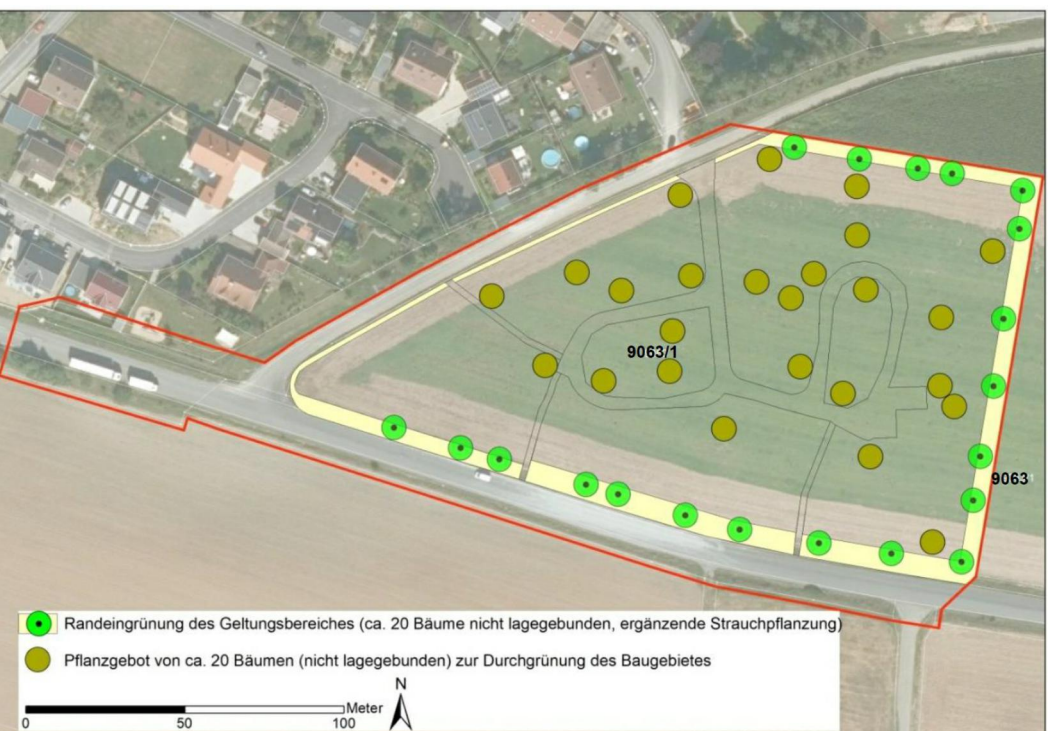 9063/1
9063
Randeingrünung des Geltungsbereiches (ca. 20 Bäume nicht lagegebunden, ergänzende Strauchpflanzung)
Pflanzgebot von ca. 20 Bäumen (nicht lagegebunden) zur Durchgrünung des Baugebietes
N
Meter
0 50 100